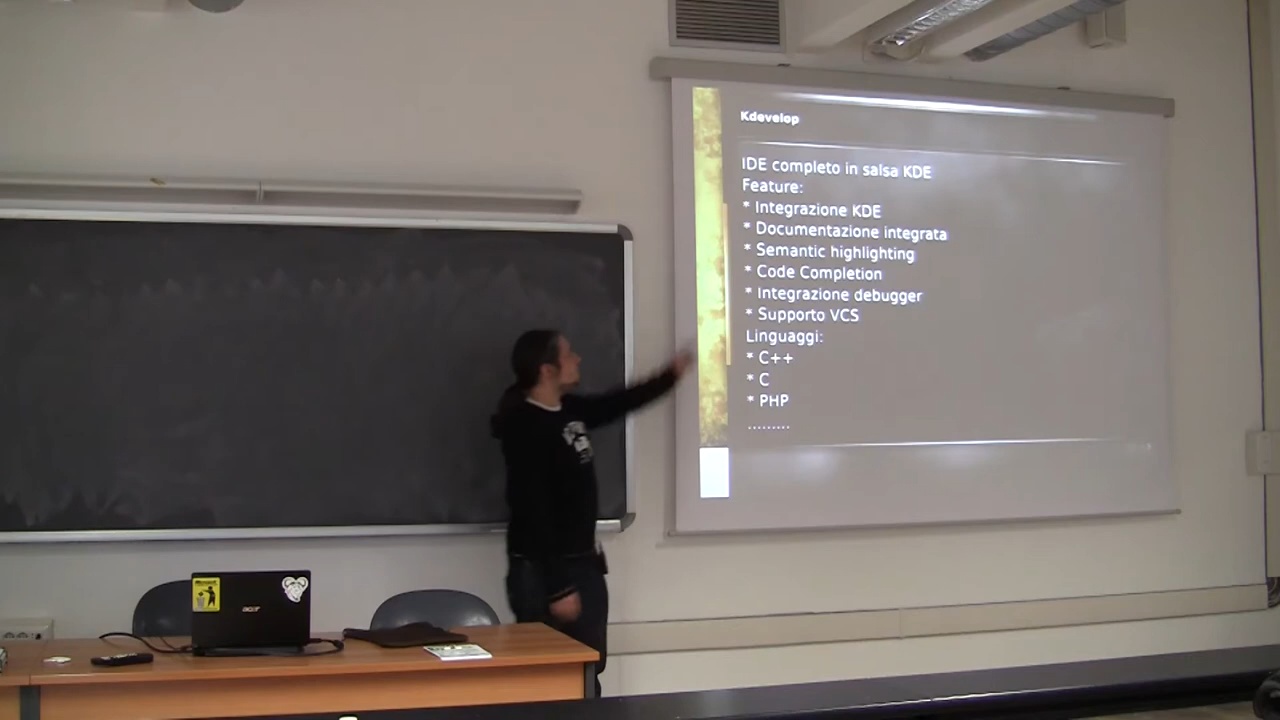 Kdevelop
IDE completo in salsa KDE
Feature:
* Integrazione KDE
* Documentazione integrata
* Semantic highlighting
* Code Completion
* Integrazione debugger
* Supporto VCS
Linguaggi:
* C++
* C
* PHP
.........
acer